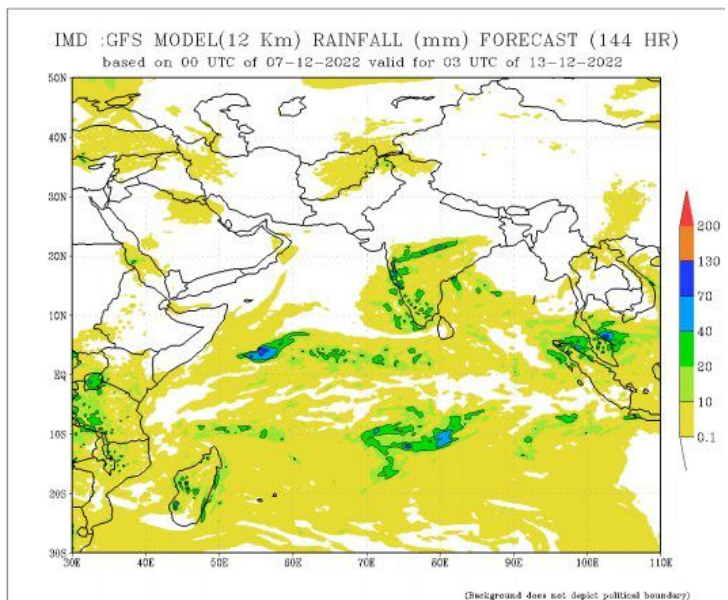 IMD :GFS MODEL(12 Km) RAINFALL (mm) FORECAST (144 HR)
based on 00 UTC of 07-12-2022 valid for 03 UTC of 13-12-2022
50N
40N
30N
20N
10N
EQ
10S
20S
30S
30E 40E 50E 60E 70E 80E 90E 100E 110E
200
130
70
40
20
10
0.1
(Background does not depict political boundary)